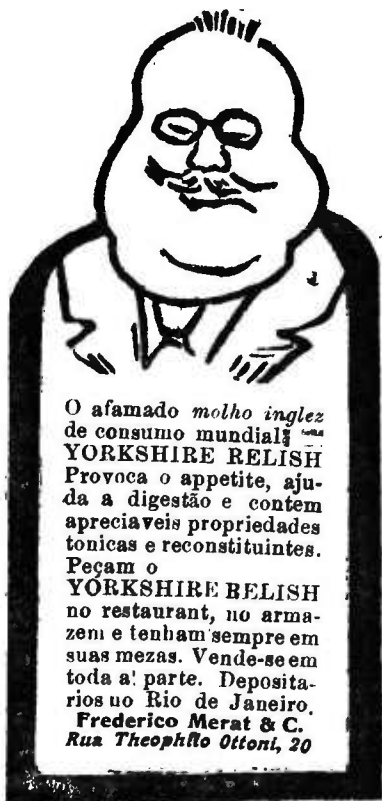 O afamado molho inglez
de consumo mundial
YORKSHIRE RELISH
Provoca o appetite, aju-
da a digestão e contem
apreciaveis propriedades
tonicas e reconstituintes.
Peçam o
YORKSHIRE RELISH
no restaurant, no arma-
zem e tenham sempre em
suas mezas. Vende-se em
toda a parte. Deposita-
rios no Rio de Janeiro.
Frederico Merat & C.
Rua Theophilo Ottoni, 20